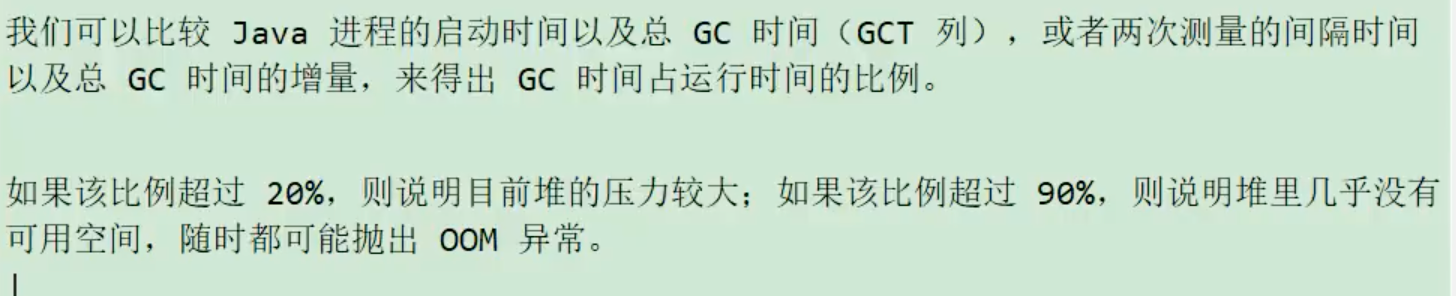 我们可以比较 Java 进程的启动时间以及总 GC 时间（GCT 列），或者两次测量的间隔时间
以及总 GC 时间的增量，来得出 GC 时间占运行时间的比例。
如果该比例超过 20%，则说明目前堆的压力较大；如果该比例超过 90%，则说明堆里几乎没有
可用空间，随时都可能抛出 OOM 异常。